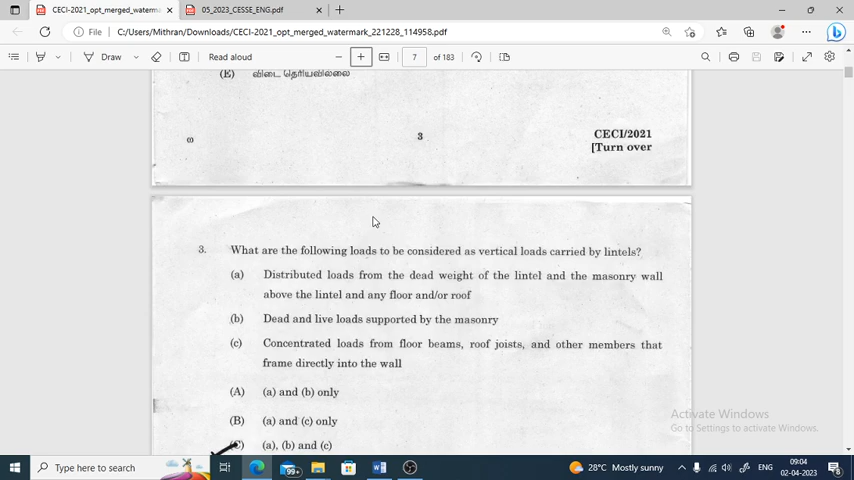 CECI-2021_opt_merged_waterma
05_2023_CESSE_ENG.pdf
File
C:/Users/Mithran/Downloads/CECI-2021_opt_merged_watermark_221228_114958.pdf
Draw
Read aloud
7
of 183
(E) விடை தெரியவில்லை
3
CECI/2021
[Turn over
3. What are the following loads to be considered as vertical loads carried by lintels?
(a) Distributed loads from the dead weight of the lintel and the masonry wall
above the lintel and any floor and/or roof
(b) Dead and live loads supported by the masonry
(c) Concentrated loads from floor beams, roof joists, and other members that
frame directly into the wall
(A) (a) and (b) only
(B) (a) and (c) only
(C) (a), (b) and (c)
Activate Windows
Go to Settings to activate Windows.
Type here to search
99+
28°C Mostly sunny
ENG
09:04
02-04-2023
8